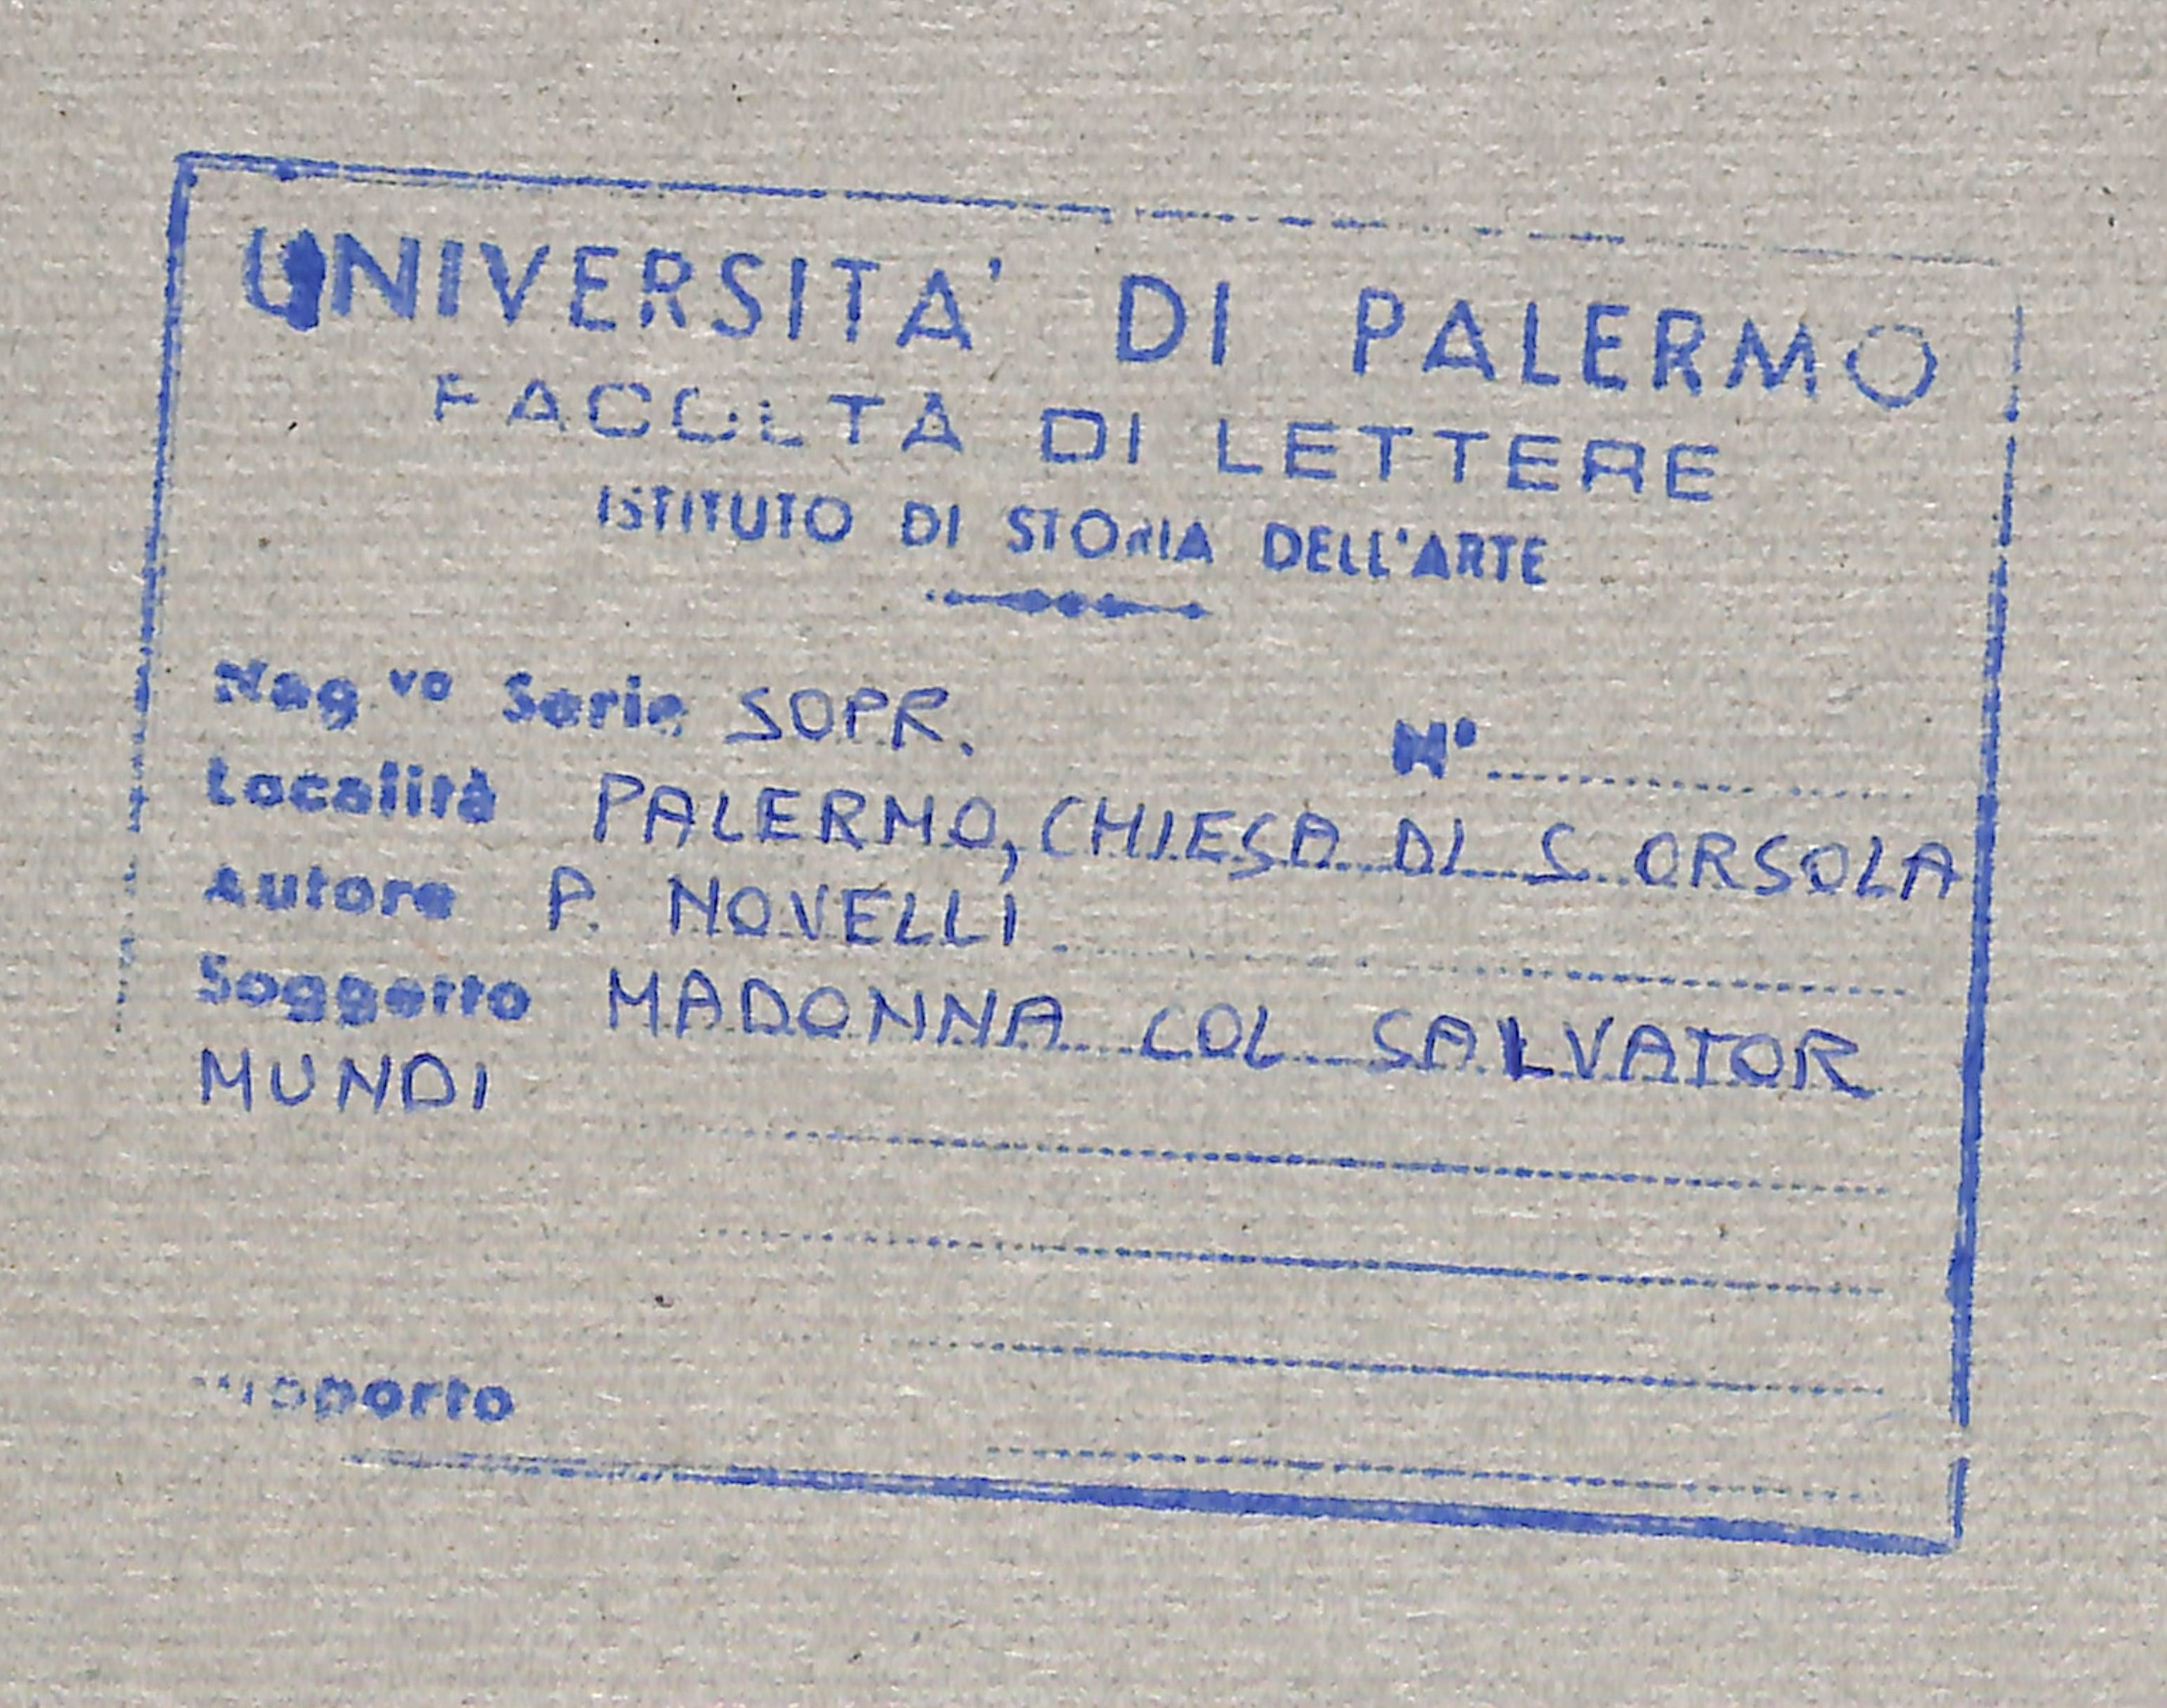 UNIVERSITA' DI PALERMO
FACOLTA DI LETTERE
ISTITUTO DI STORIA DELL'ARTE
Neg.vo Serie SOPR. N°
Località PALERMO, CHIESA DI S. ORSOLA
Autore P. NOVELLI
Soggetto MADONNA COL SALVATOR
MUNDI